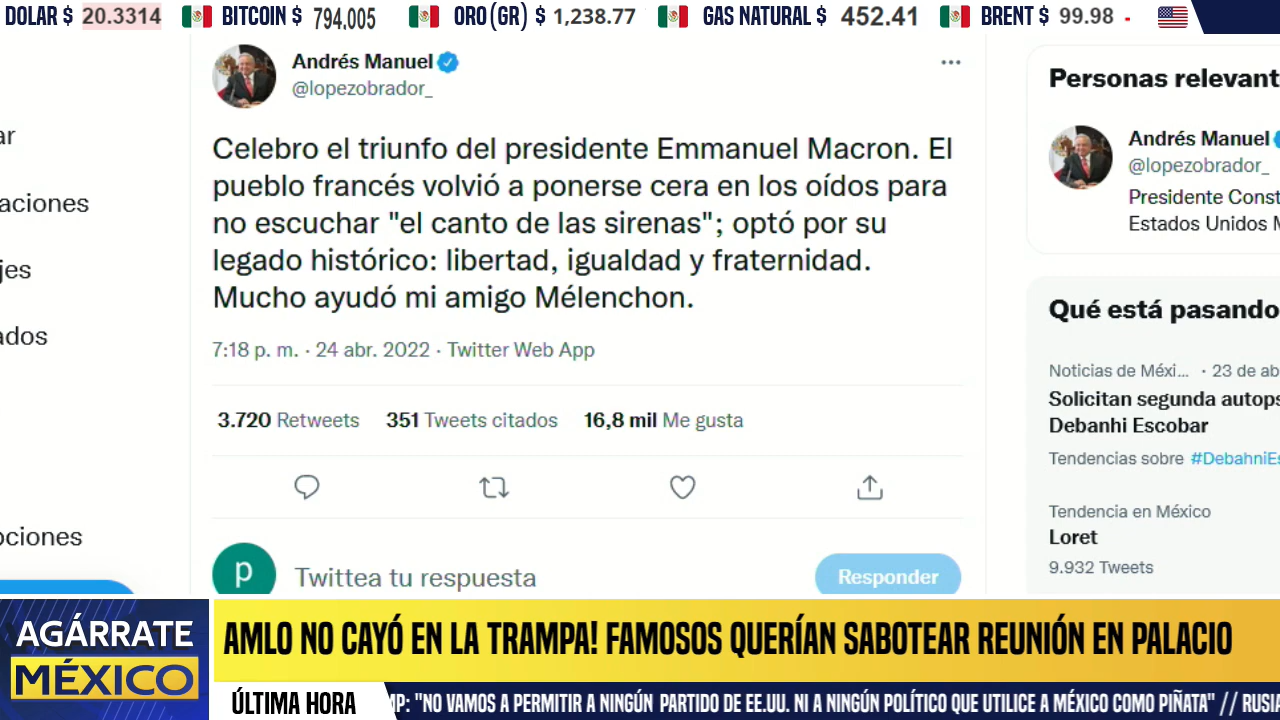 DOLAR $ 20.3314 BITCOIN $ 794,005 ORO(GR) $ 1,238.77 GAS NATURAL $ 452.41 BRENT $ 99.98 -
Andrés Manuel
@lopezobrador_
Celebro el triunfo del presidente Emmanuel Macron. El
pueblo francés volvió a ponerse cera en los oídos para
no escuchar "el canto de las sirenas"; optó por su
legado histórico: libertad, igualdad y fraternidad.
Mucho ayudó mi amigo Mélenchon.
7:18 p. m. · 24 abr. 2022 · Twitter Web App
3.720 Retweets 351 Tweets citados 16,8 mil Me gusta
p Twittea tu respuesta Responder
ar
aciones
jes
ados
pciones
Personas relevant
Andrés Manuel
@lopezobrador_
Presidente Const
Estados Unidos M
Qué está pasando
Noticias de Méxi... · 23 de ab
Solicitan segunda autops
Debanhi Escobar
Tendencias sobre #DebahniEs
Tendencia en México
Loret
9.932 Tweets
AGÁRRATE
MÉXICO
AMLO NO CAYÓ EN LA TRAMPA! FAMOSOS QUERÍAN SABOTEAR REUNIÓN EN PALACIO
ÚLTIMA HORA
MP: "NO VAMOS A PERMITIR A NINGÚN PARTIDO DE EE.UU. NI A NINGÚN POLÍTICO QUE UTILICE A MÉXICO COMO PIÑATA" // RUSIA